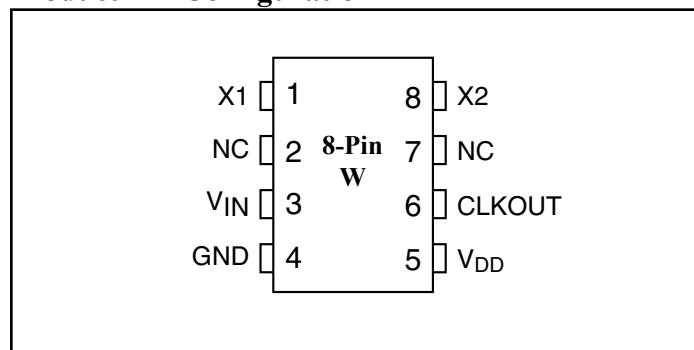 X1 1 8 X2
NC 2 8-Pin 7 NC
W
VIN 3 6 CLKOUT
GND 4 5 VDD